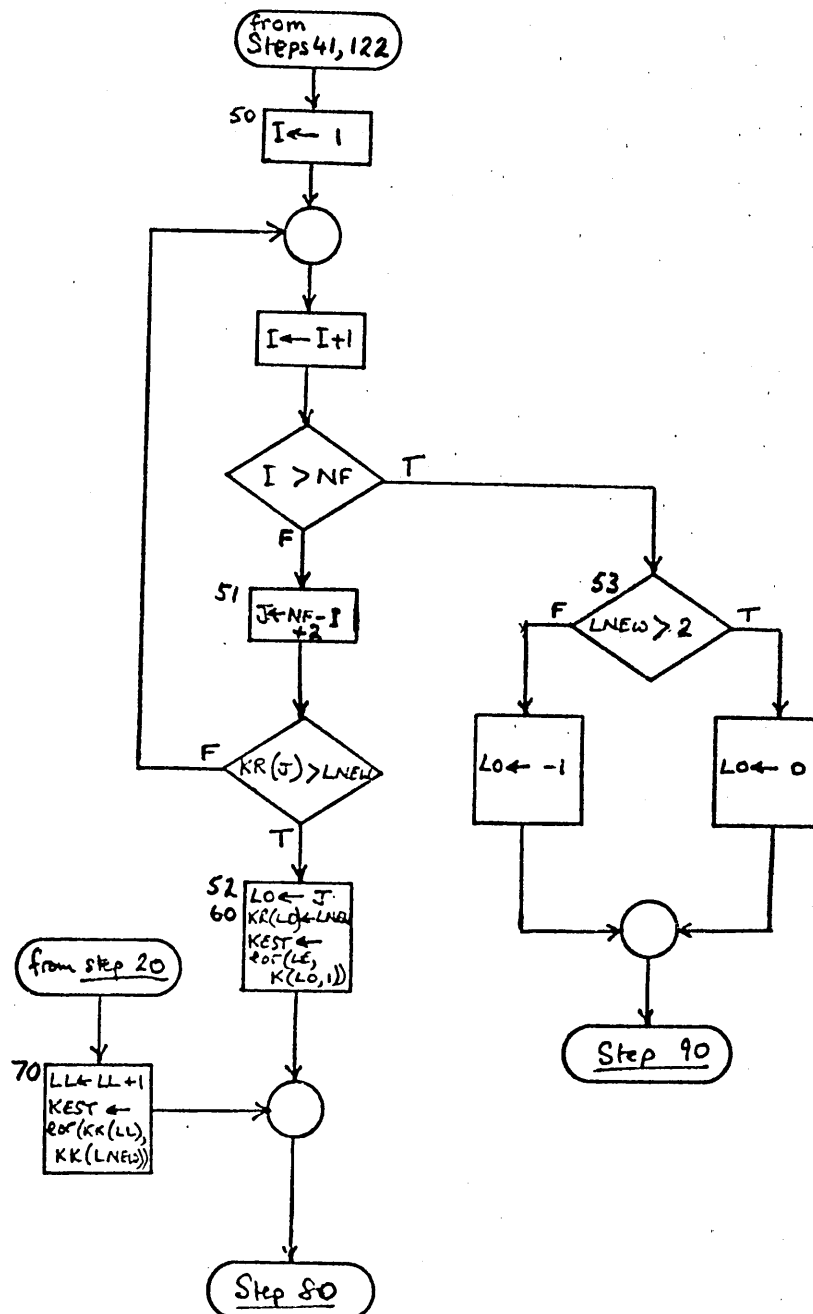 from
Steps 41, 122
50
I ← 1
I ← I+1
I > NF
T
F
51
J ← NF - I
+2
53
LNEW > 2
F
T
F
KR(J) > LNEW
T
LO ← -1
LO ← 0
52
LO ← J
60
KR(LO) ← LNEW
KEST ←
eor(LE,
K(LO,1))
from step 20
70
LL ← LL+1
KEST ←
eor(KK(LL),
KK(LNEW))
Step 90
Step 80